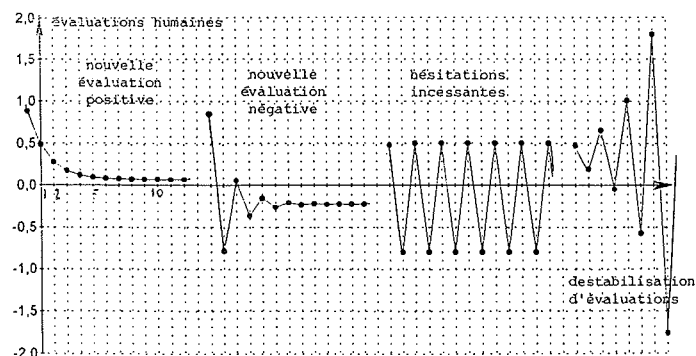 2,0
évaluations humaines
1,5
nouvelle
évaluation
positive
nouvelle
évaluation
négative
hésitations
incessantes
1,0
0,5
0,0
1 2 5 10
-0,5
-1,0
destabilisation
d'évaluations
-1,5
-2,0